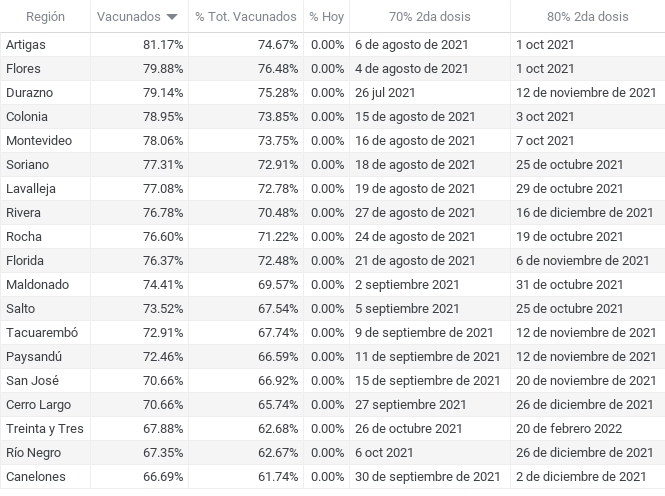 Región Vacunados % Tot. Vacunados % Hoy 70% 2da dosis 80% 2da dosis
Artigas 81.17% 74.67% 0.00% 6 de agosto de 2021 1 oct 2021
Flores 79.88% 76.48% 0.00% 4 de agosto de 2021 1 oct 2021
Durazno 79.14% 75.28% 0.00% 26 jul 2021 12 de noviembre de 2021
Colonia 78.95% 73.85% 0.00% 15 de agosto de 2021 3 oct 2021
Montevideo 78.06% 73.75% 0.00% 16 de agosto de 2021 7 oct 2021
Soriano 77.31% 72.91% 0.00% 18 de agosto de 2021 25 de octubre 2021
Lavalleja 77.08% 72.78% 0.00% 19 de agosto de 2021 29 de octubre 2021
Rivera 76.78% 70.48% 0.00% 27 de agosto de 2021 16 de diciembre de 2021
Rocha 76.60% 71.22% 0.00% 24 de agosto de 2021 19 de octubre 2021
Florida 76.37% 72.48% 0.00% 21 de agosto de 2021 6 de noviembre de 2021
Maldonado 74.41% 69.57% 0.00% 2 septiembre 2021 31 de octubre 2021
Salto 73.52% 67.54% 0.00% 5 septiembre 2021 25 de octubre 2021
Tacuarembó 72.91% 67.74% 0.00% 9 de septiembre de 2021 12 de noviembre de 2021
Paysandú 72.46% 66.59% 0.00% 11 de septiembre de 2021 12 de noviembre de 2021
San José 70.66% 66.92% 0.00% 15 de septiembre de 2021 20 de noviembre de 2021
Cerro Largo 70.66% 65.74% 0.00% 27 septiembre 2021 26 de diciembre de 2021
Treinta y Tres 67.88% 62.68% 0.00% 26 de octubre 2021 20 de febrero 2022
Río Negro 67.35% 62.67% 0.00% 6 oct 2021 26 de diciembre de 2021
Canelones 66.69% 61.74% 0.00% 30 de septiembre de 2021 2 de diciembre de 2021